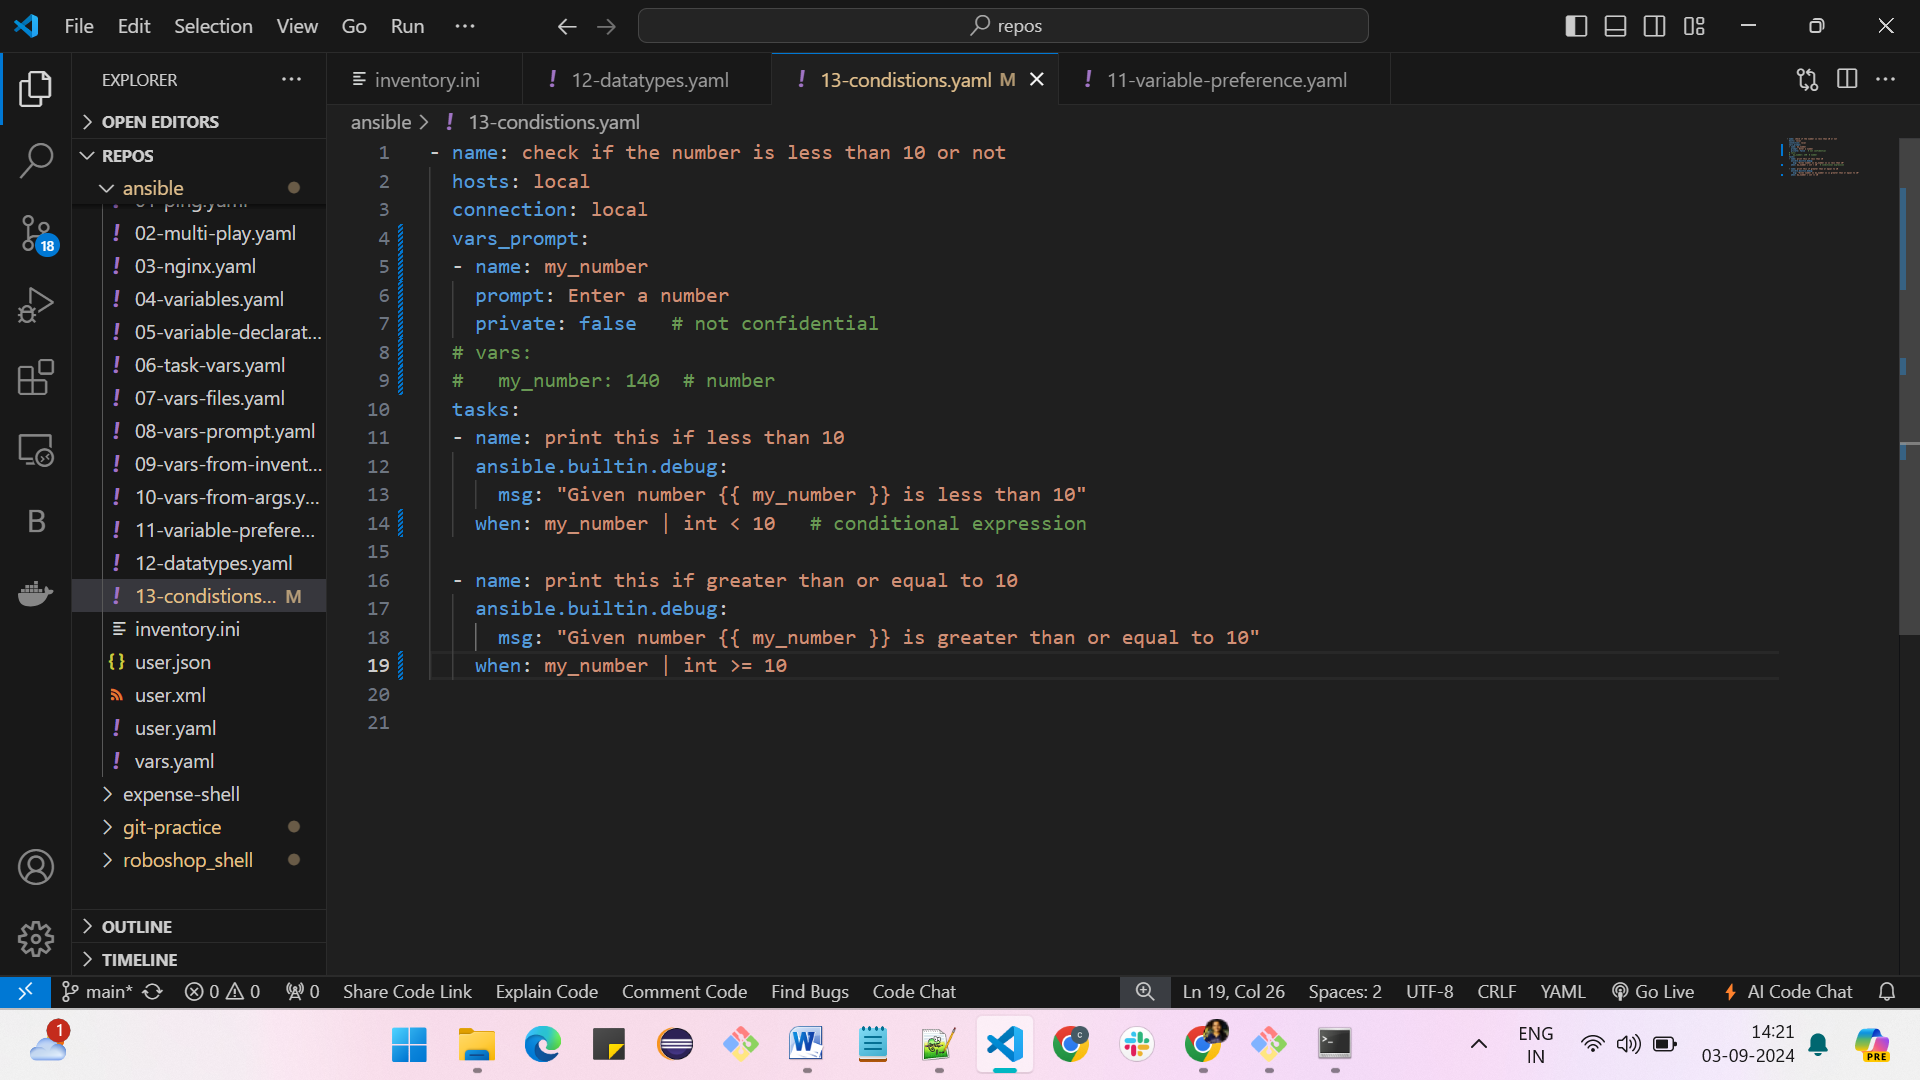 File Edit Selection View Go Run ···
repos
EXPLORER ···
OPEN EDITORS
REPOS
ansible
02-multi-play.yaml
03-nginx.yaml
04-variables.yaml
05-variable-declarat...
06-task-vars.yaml
07-vars-files.yaml
08-vars-prompt.yaml
09-vars-from-invent...
10-vars-from-args.y...
11-variable-prefere...
12-datatypes.yaml
13-condistions... M
inventory.ini
user.json
user.xml
user.yaml
vars.yaml
expense-shell
git-practice
roboshop_shell
OUTLINE
TIMELINE
18
B
inventory.ini
12-datatypes.yaml
13-condistions.yaml M
11-variable-preference.yaml
ansible > ! 13-condistions.yaml
1 - name: check if the number is less than 10 or not
2 hosts: local
3 connection: local
4 vars_prompt:
5 - name: my_number
6 prompt: Enter a number
7 private: false # not confidential
8 # vars:
9 # my_number: 140 # number
10 tasks:
11 - name: print this if less than 10
12 ansible.builtin.debug:
13 msg: "Given number {{ my_number }} is less than 10"
14 when: my_number | int < 10 # conditional expression
15
16 - name: print this if greater than or equal to 10
17 ansible.builtin.debug:
18 msg: "Given number {{ my_number }} is greater than or equal to 10"
19 when: my_number | int >= 10
20
21
main* 0 0 0 Share Code Link Explain Code Comment Code Find Bugs Code Chat
Ln 19, Col 26 Spaces: 2 UTF-8 CRLF YAML Go Live AI Code Chat
1
ENG
IN
14:21
03-09-2024
PRE